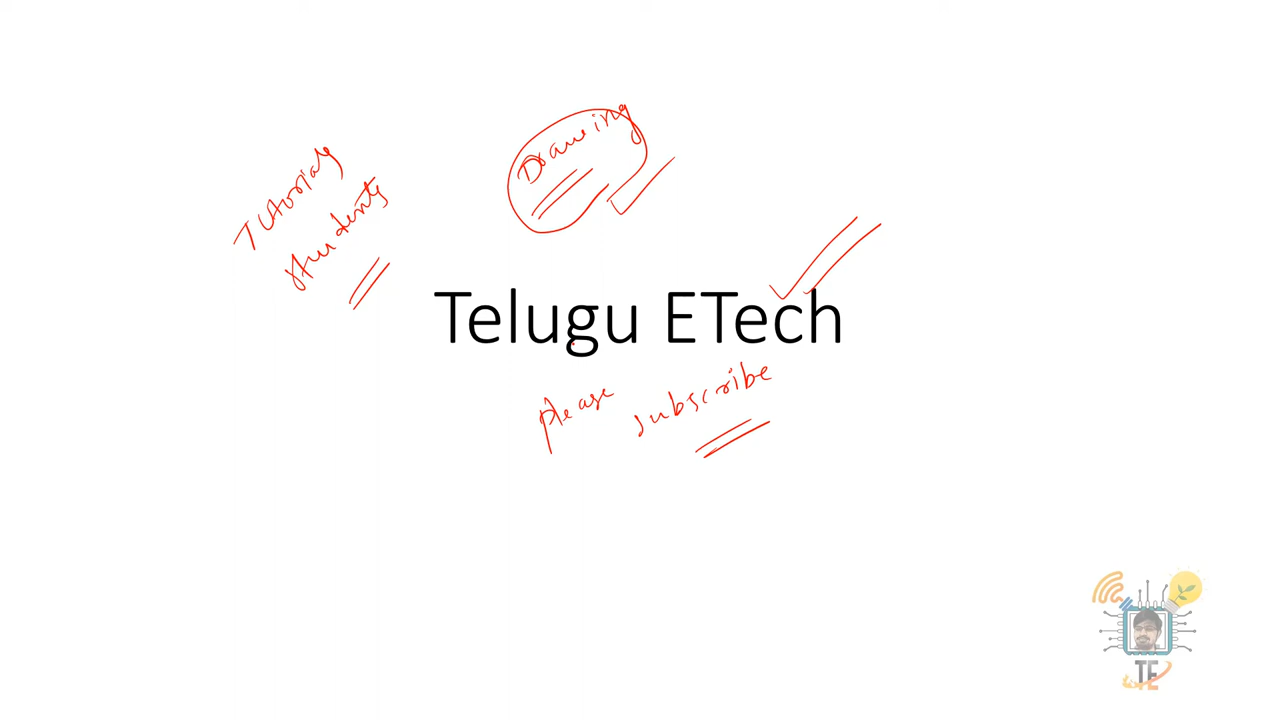 Drawing
Tutorials
students
Telugu ETech
please subscribe
TE